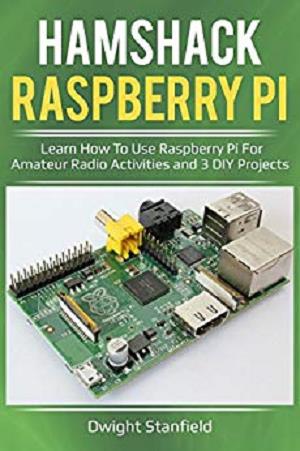 HAMSHACK
RASPBERRY PI
Learn How To Use Raspberry Pi For
Amateur Radio Activities and 3 DIY Projects
Dwight Stanfield